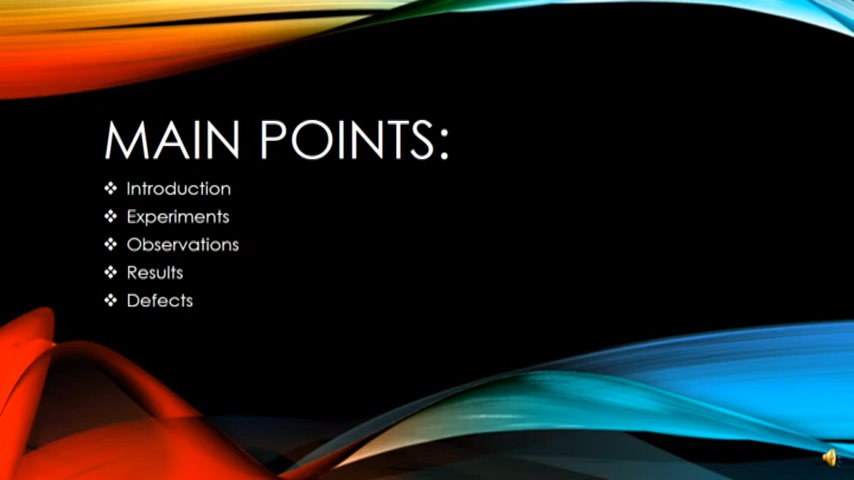 MAIN POINTS:
❖ Introduction
❖ Experiments
❖ Observations
❖ Results
❖ Defects